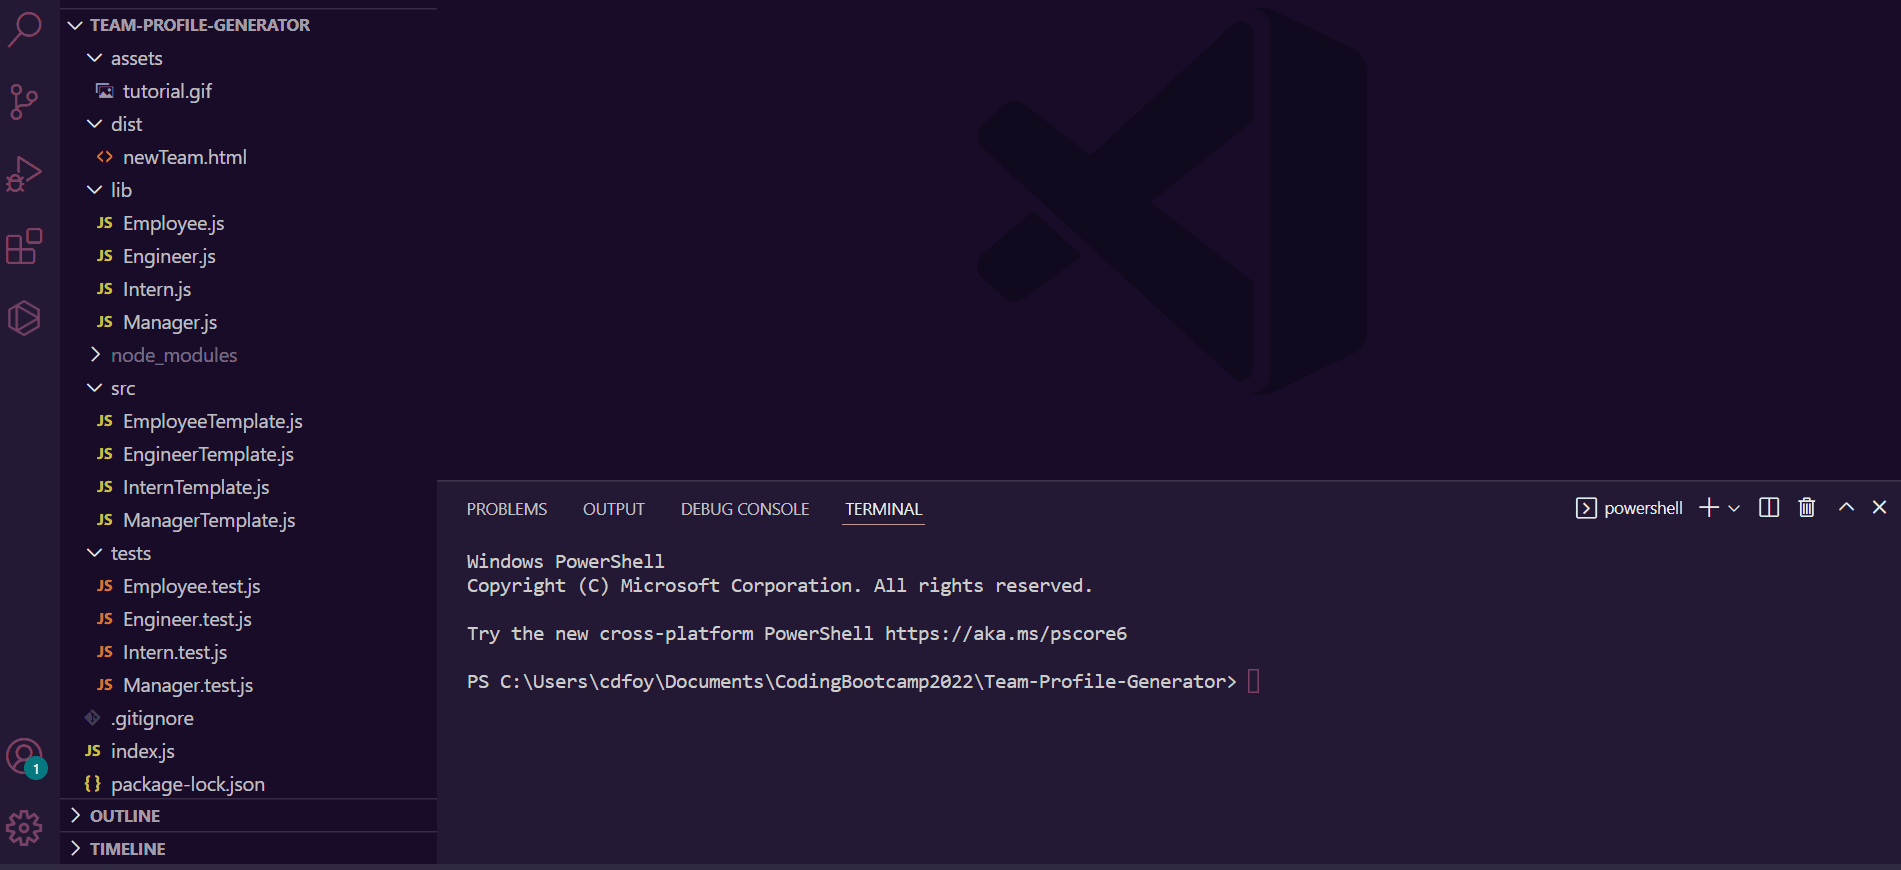 TEAM-PROFILE-GENERATOR
assets
tutorial.gif
dist
<> newTeam.html
lib
JS Employee.js
JS Engineer.js
JS Intern.js
JS Manager.js
node_modules
src
JS EmployeeTemplate.js
JS EngineerTemplate.js
JS InternTemplate.js
JS ManagerTemplate.js
tests
JS Employee.test.js
JS Engineer.test.js
JS Intern.test.js
JS Manager.test.js
.gitignore
JS index.js
{} package-lock.json
OUTLINE
TIMELINE
1
PROBLEMS OUTPUT DEBUG CONSOLE TERMINAL powershell
Windows PowerShell
Copyright (C) Microsoft Corporation. All rights reserved.
Try the new cross-platform PowerShell https://aka.ms/pscore6
PS C:\Users\cdfoy\Documents\CodingBootcamp2022\Team-Profile-Generator>